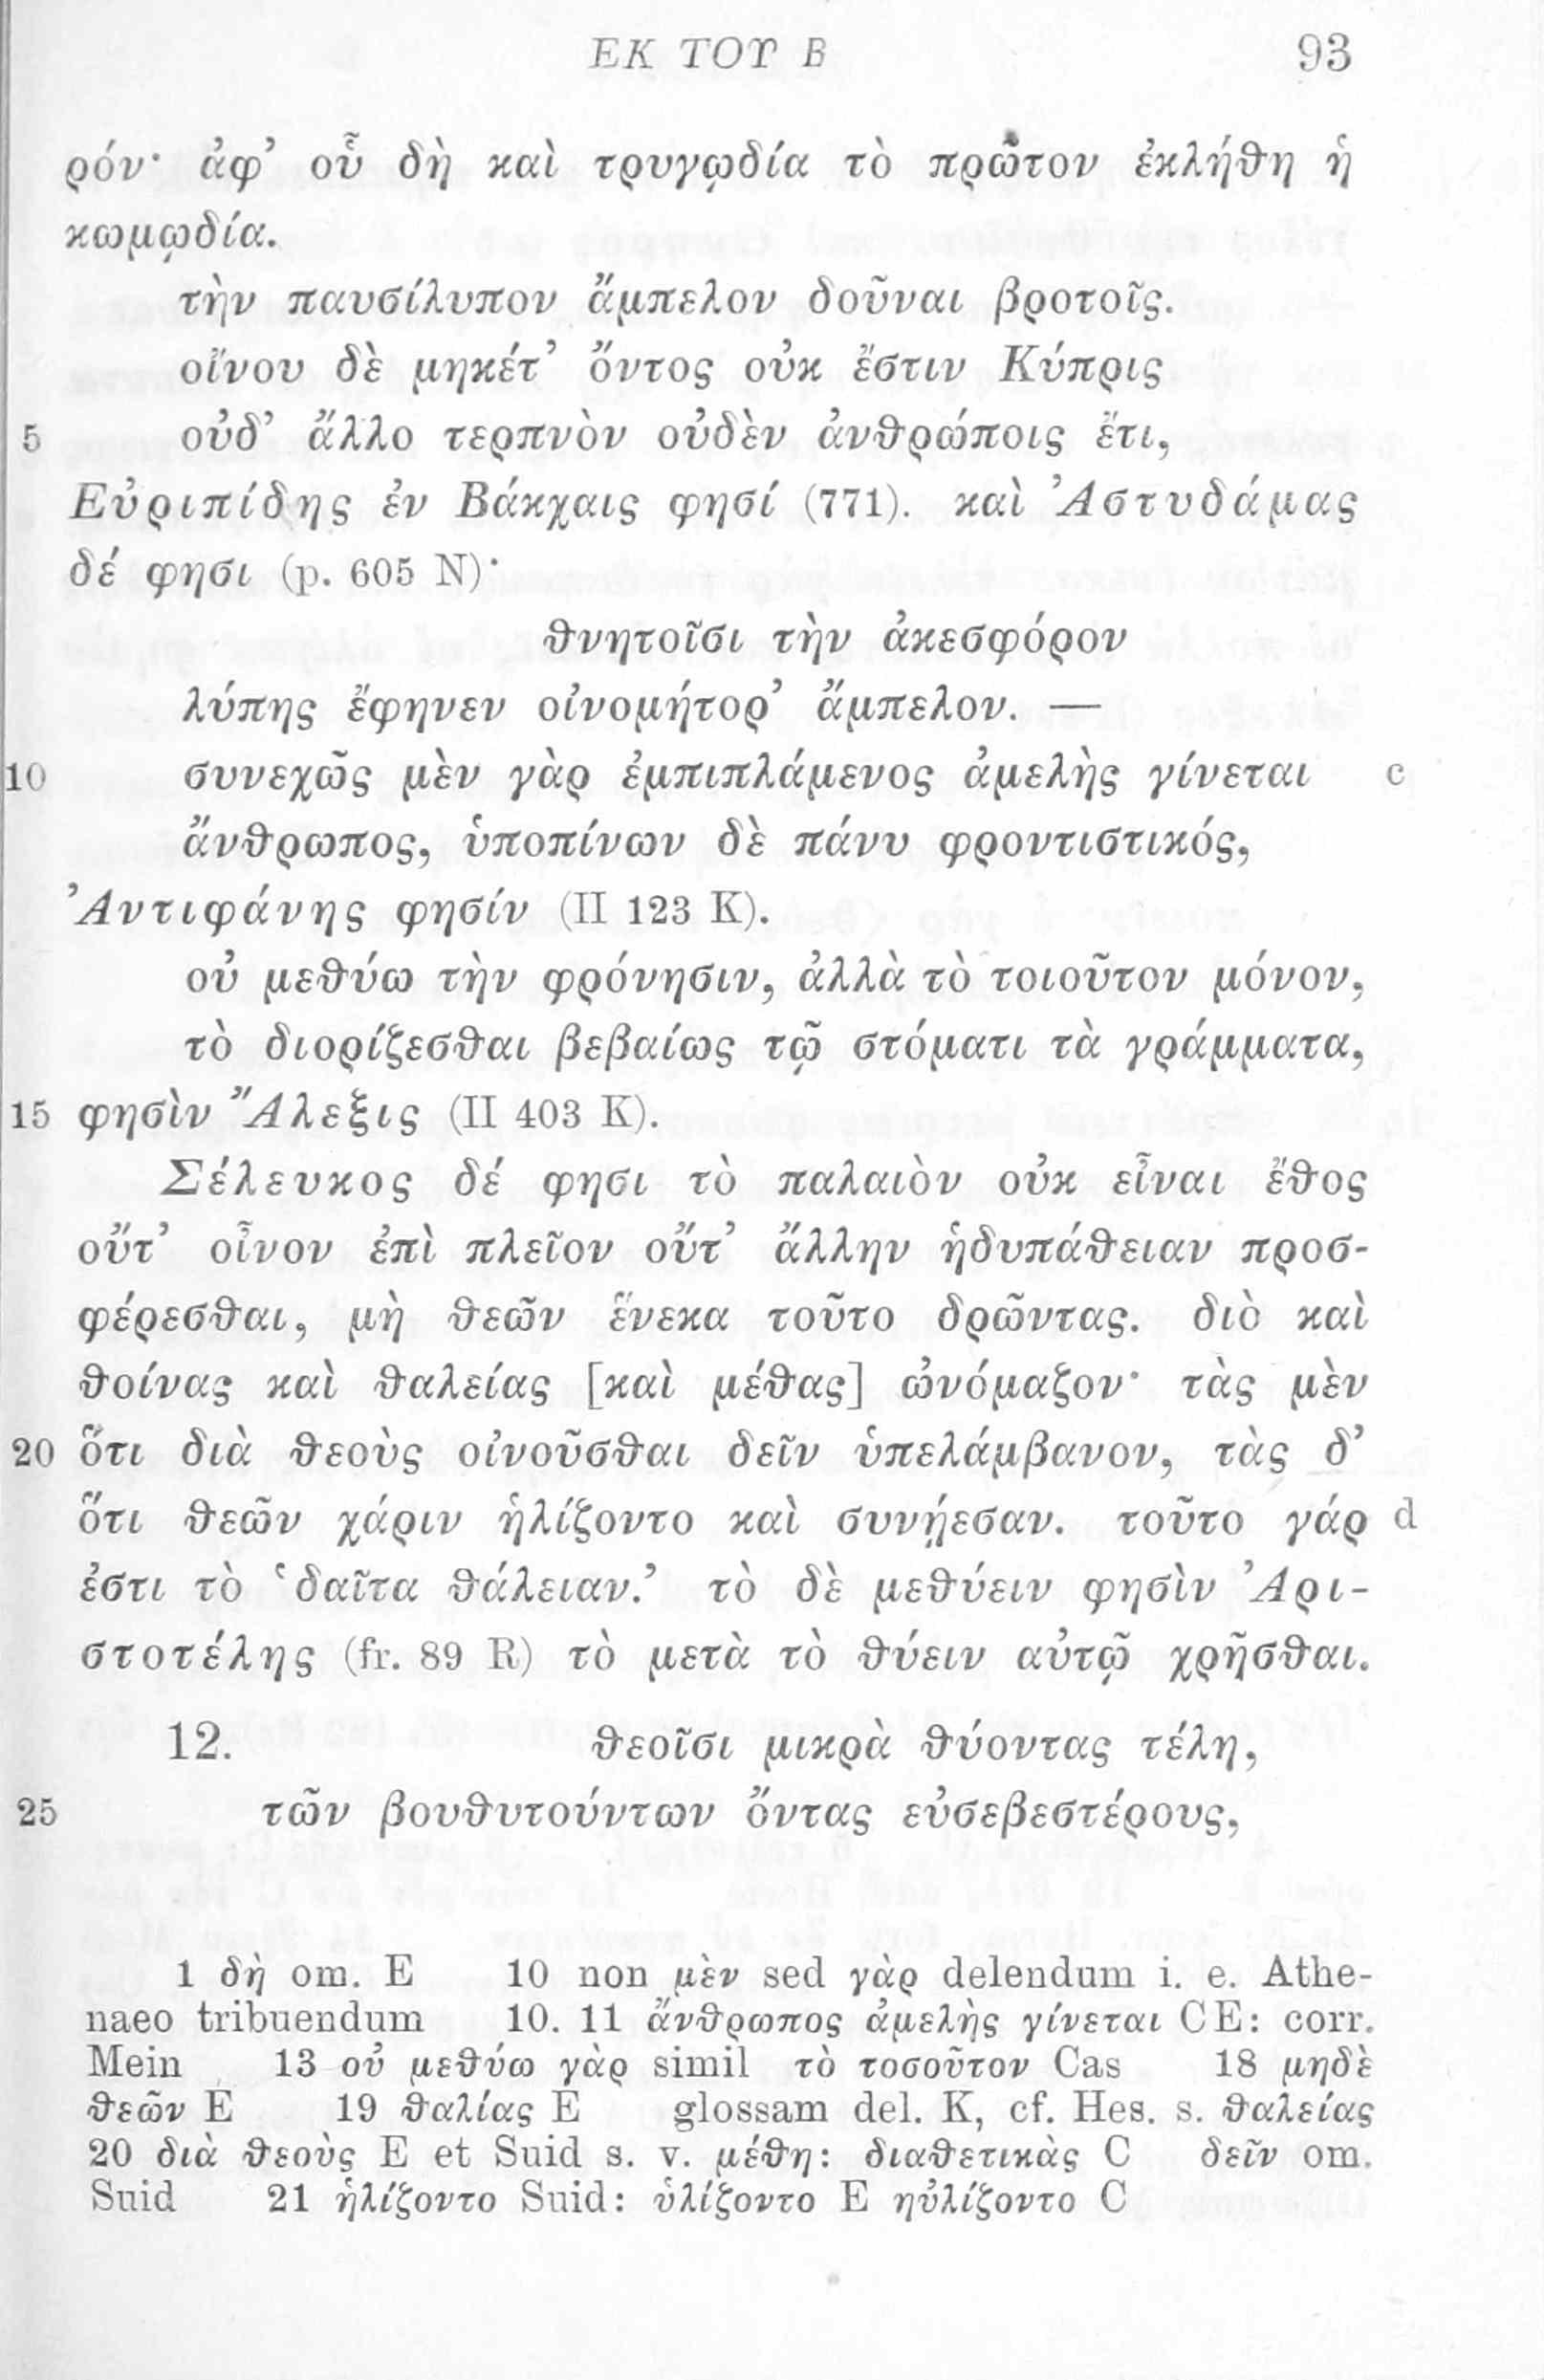 ΕΚ ΤΟΥ Β 93
ρόν· ἀφ’ οὗ δὴ καὶ τρυγῳδία τὸ πρῶτον ἐκλήθη ἡ
κωμῳδία.
τὴν παυσίλυπον ἄμπελον δοῦναι βροτοῖς.
οἴνου δὲ μηκέτ’ ὄντος οὐκ ἔστιν Κύπρις
5 οὐδ’ ἄλλο τερπνὸν οὐδὲν ἀνθρώποις ἔτι,
Εὐριπίδης ἐν Βάκχαις φησί (771). καὶ Ἀστυδάμας
δέ φησι (p. 605 N)·
θνητοῖσι τὴν ἀκεσφόρον
λύπης ἔφηνεν οἰνομήτορ’ ἄμπελον. —
10 συνεχῶς μὲν γὰρ ἐμπιπλάμενος ἀμελὴς γίνεται c
ἄνθρωπος, ὑποπίνων δὲ πάνυ φροντιστικός,
Ἀντιφάνης φησίν (II 123 K).
οὐ μεθύω τὴν φρόνησιν, ἀλλὰ τὸ τοιοῦτον μόνον,
τὸ διορίζεσθαι βεβαίως τῷ στόματι τὰ γράμματα,
15 φησὶν Ἄλεξις (II 403 K).
Σέλευκος δέ φησι τὸ παλαιὸν οὐκ εἶναι ἔθος
οὔτ’ οἶνον ἐπὶ πλεῖον οὔτ’ ἄλλην ἡδυπάθειαν προσ-
φέρεσθαι, μὴ θεῶν ἕνεκα τοῦτο δρῶντας. διὸ καὶ
θοίνας καὶ θαλείας [καὶ μέθας] ὠνόμαζον· τὰς μὲν
20 ὅτι διὰ θεοὺς οἰνοῦσθαι δεῖν ὑπελάμβανον, τὰς δ’
ὅτι θεῶν χάριν ἡλίζοντο καὶ συνῄεσαν. τοῦτο γάρ d
ἐστι τὸ ‘δαῖτα θάλειαν.’ τὸ δὲ μεθύειν φησὶν Ἀρι-
στοτέλης (fr. 89 R) τὸ μετὰ τὸ θύειν αὐτῷ χρῆσθαι.
12. θεοῖσι μικρὰ θύοντας τέλη,
25 τῶν βουθυτούντων ὄντας εὐσεβεστέρους,
1 δὴ om. E 10 non μὲν sed γὰρ delendum i. e. Athe-
naeo tribuendum 10. 11 ἄνθρωπος ἀμελὴς γίνεται CE: corr.
Mein 13 οὐ μεθύω γὰρ simil τὸ τοσοῦτον Cas 18 μηδὲ
θεῶν E 19 θαλίας E glossam del. K, cf. Hes. s. θαλείας
20 διὰ θεοὺς E et Suid s. v. μέθη: διαθετικὰς C δεῖν om.
Suid 21 ἡλίζοντο Suid: ὑλίζοντο E ηὐλίζοντο C